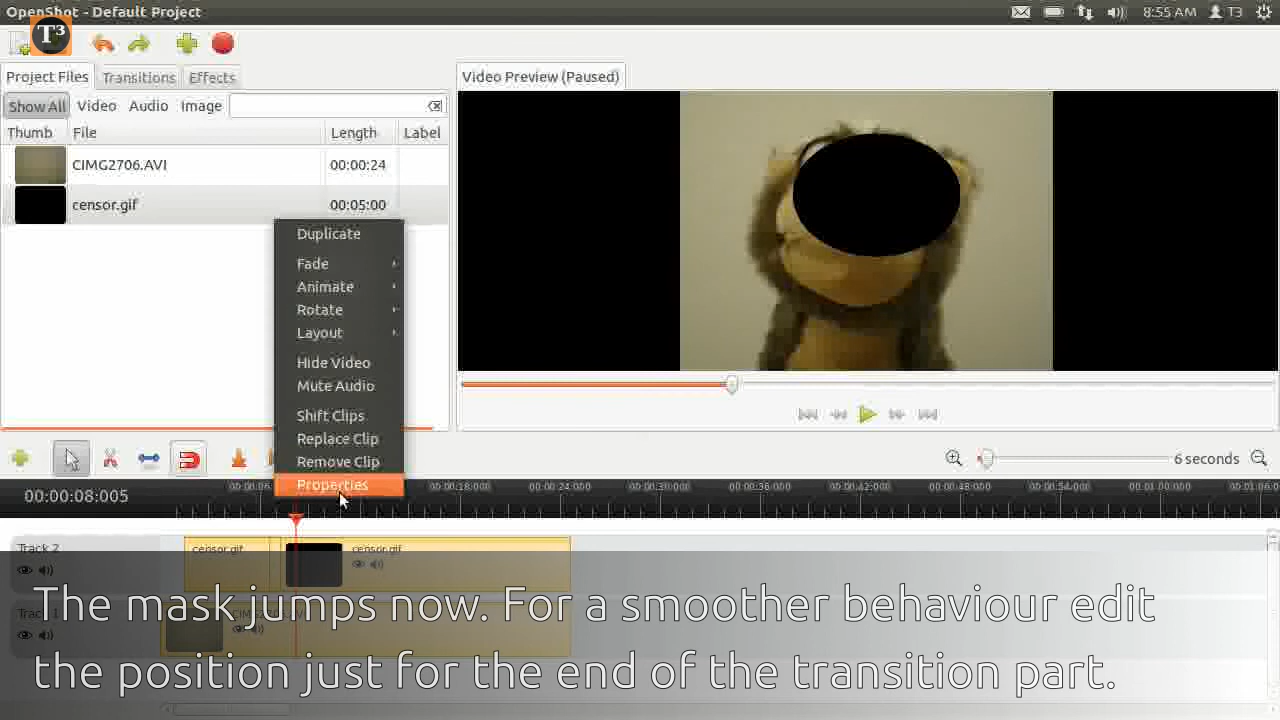 OpenShot - Default Project
8:55 AM T3
T³
Project Files Transitions Effects
Video Preview (Paused)
Show All Video Audio Image
Thumb File Length Label
CIMG2706.AVI 00:00:24
censor.gif 00:05:00
Duplicate
Fade
Animate
Rotate
Layout
Hide Video
Mute Audio
Shift Clips
Replace Clip
Remove Clip
Properties
6 seconds
00:00:08:005
00:00:18:000 00:00:24:000 00:00:30:000 00:00:36:000 00:00:42:000 00:00:48:000 00:00:54:000 00:01:00:000
Track 2
censor.gif censor.gif
The mask jumps now. For a smoother behaviour edit
the position just for the end of the transition part.